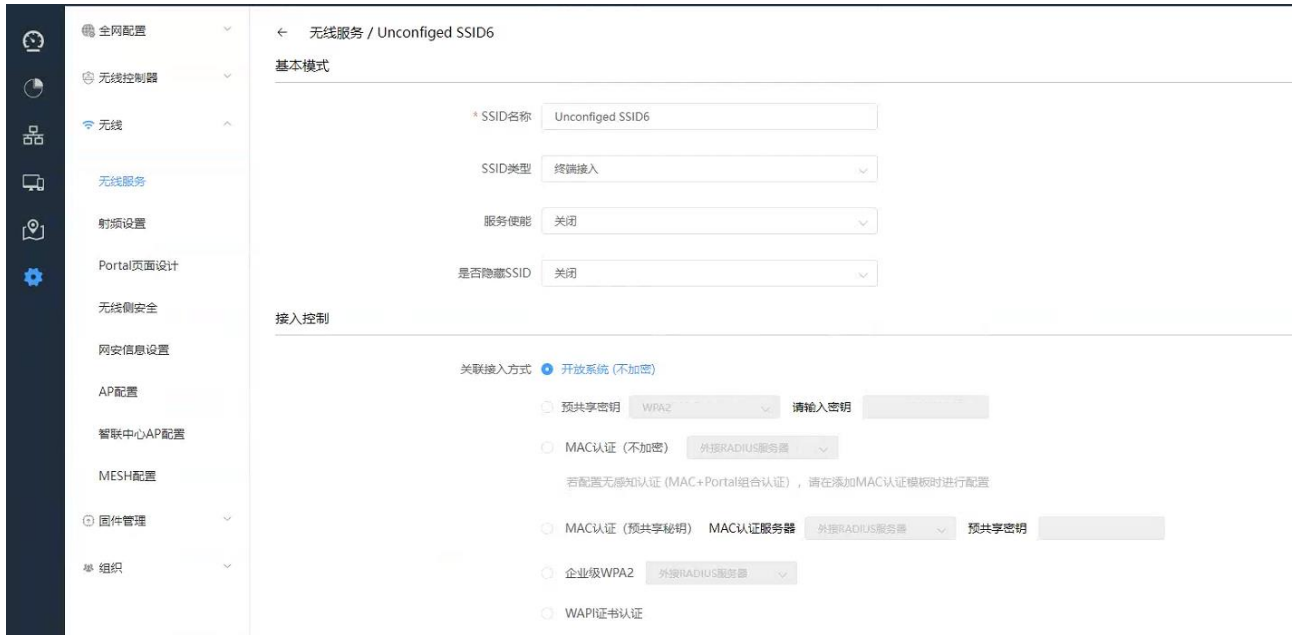 全网配置
无线控制器
无线
无线服务
射频设置
Portal页面设计
无线侧安全
网安信息设置
AP配置
智联中心AP配置
MESH配置
固件管理
组织
← 无线服务 / Unconfiged SSID6
基本模式
* SSID名称 Unconfiged SSID6
SSID类型 终端接入
服务使能 关闭
是否隐藏SSID 关闭
接入控制
关联接入方式 开放系统 (不加密)
预共享密钥 WPA2 请输入密钥
MAC认证（不加密） 外接RADIUS服务器
若配置无感知认证 (MAC+Portal组合认证) ，请在添加MAC认证模板时进行配置
MAC认证（预共享秘钥） MAC认证服务器 外接RADIUS服务器 预共享密钥
企业级WPA2 外接RADIUS服务器
WAPI证书认证